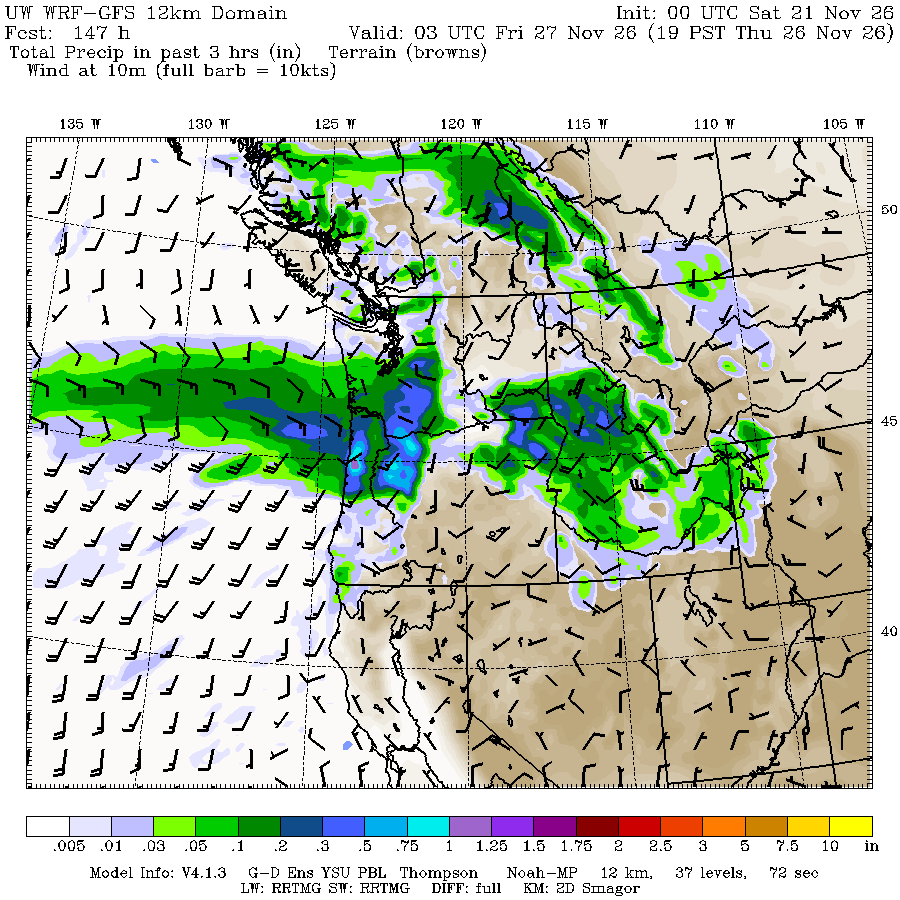 UW WRF-GFS 12km Domain Init: 00 UTC Sat 21 Nov 26
Fcst: 147 h Valid: 03 UTC Fri 27 Nov 26 (19 PST Thu 26 Nov 26)
Total Precip in past 3 hrs (in) Terrain (browns)
Wind at 10m (full barb = 10kts)
135 W 130 W 125 W 120 W 115 W 110 W 105 W
50
45
40
.005 .01 .03 .05 .1 .2 .3 .5 .75 1 1.25 1.5 1.75 2 2.5 3 5 7.5 10 in
Model Info: V4.1.3 G-D Ens YSU PBL Thompson Noah-MP 12 km, 37 levels, 72 sec
LW: RRTMG SW: RRTMG DIFF: full KM: 2D Smagor